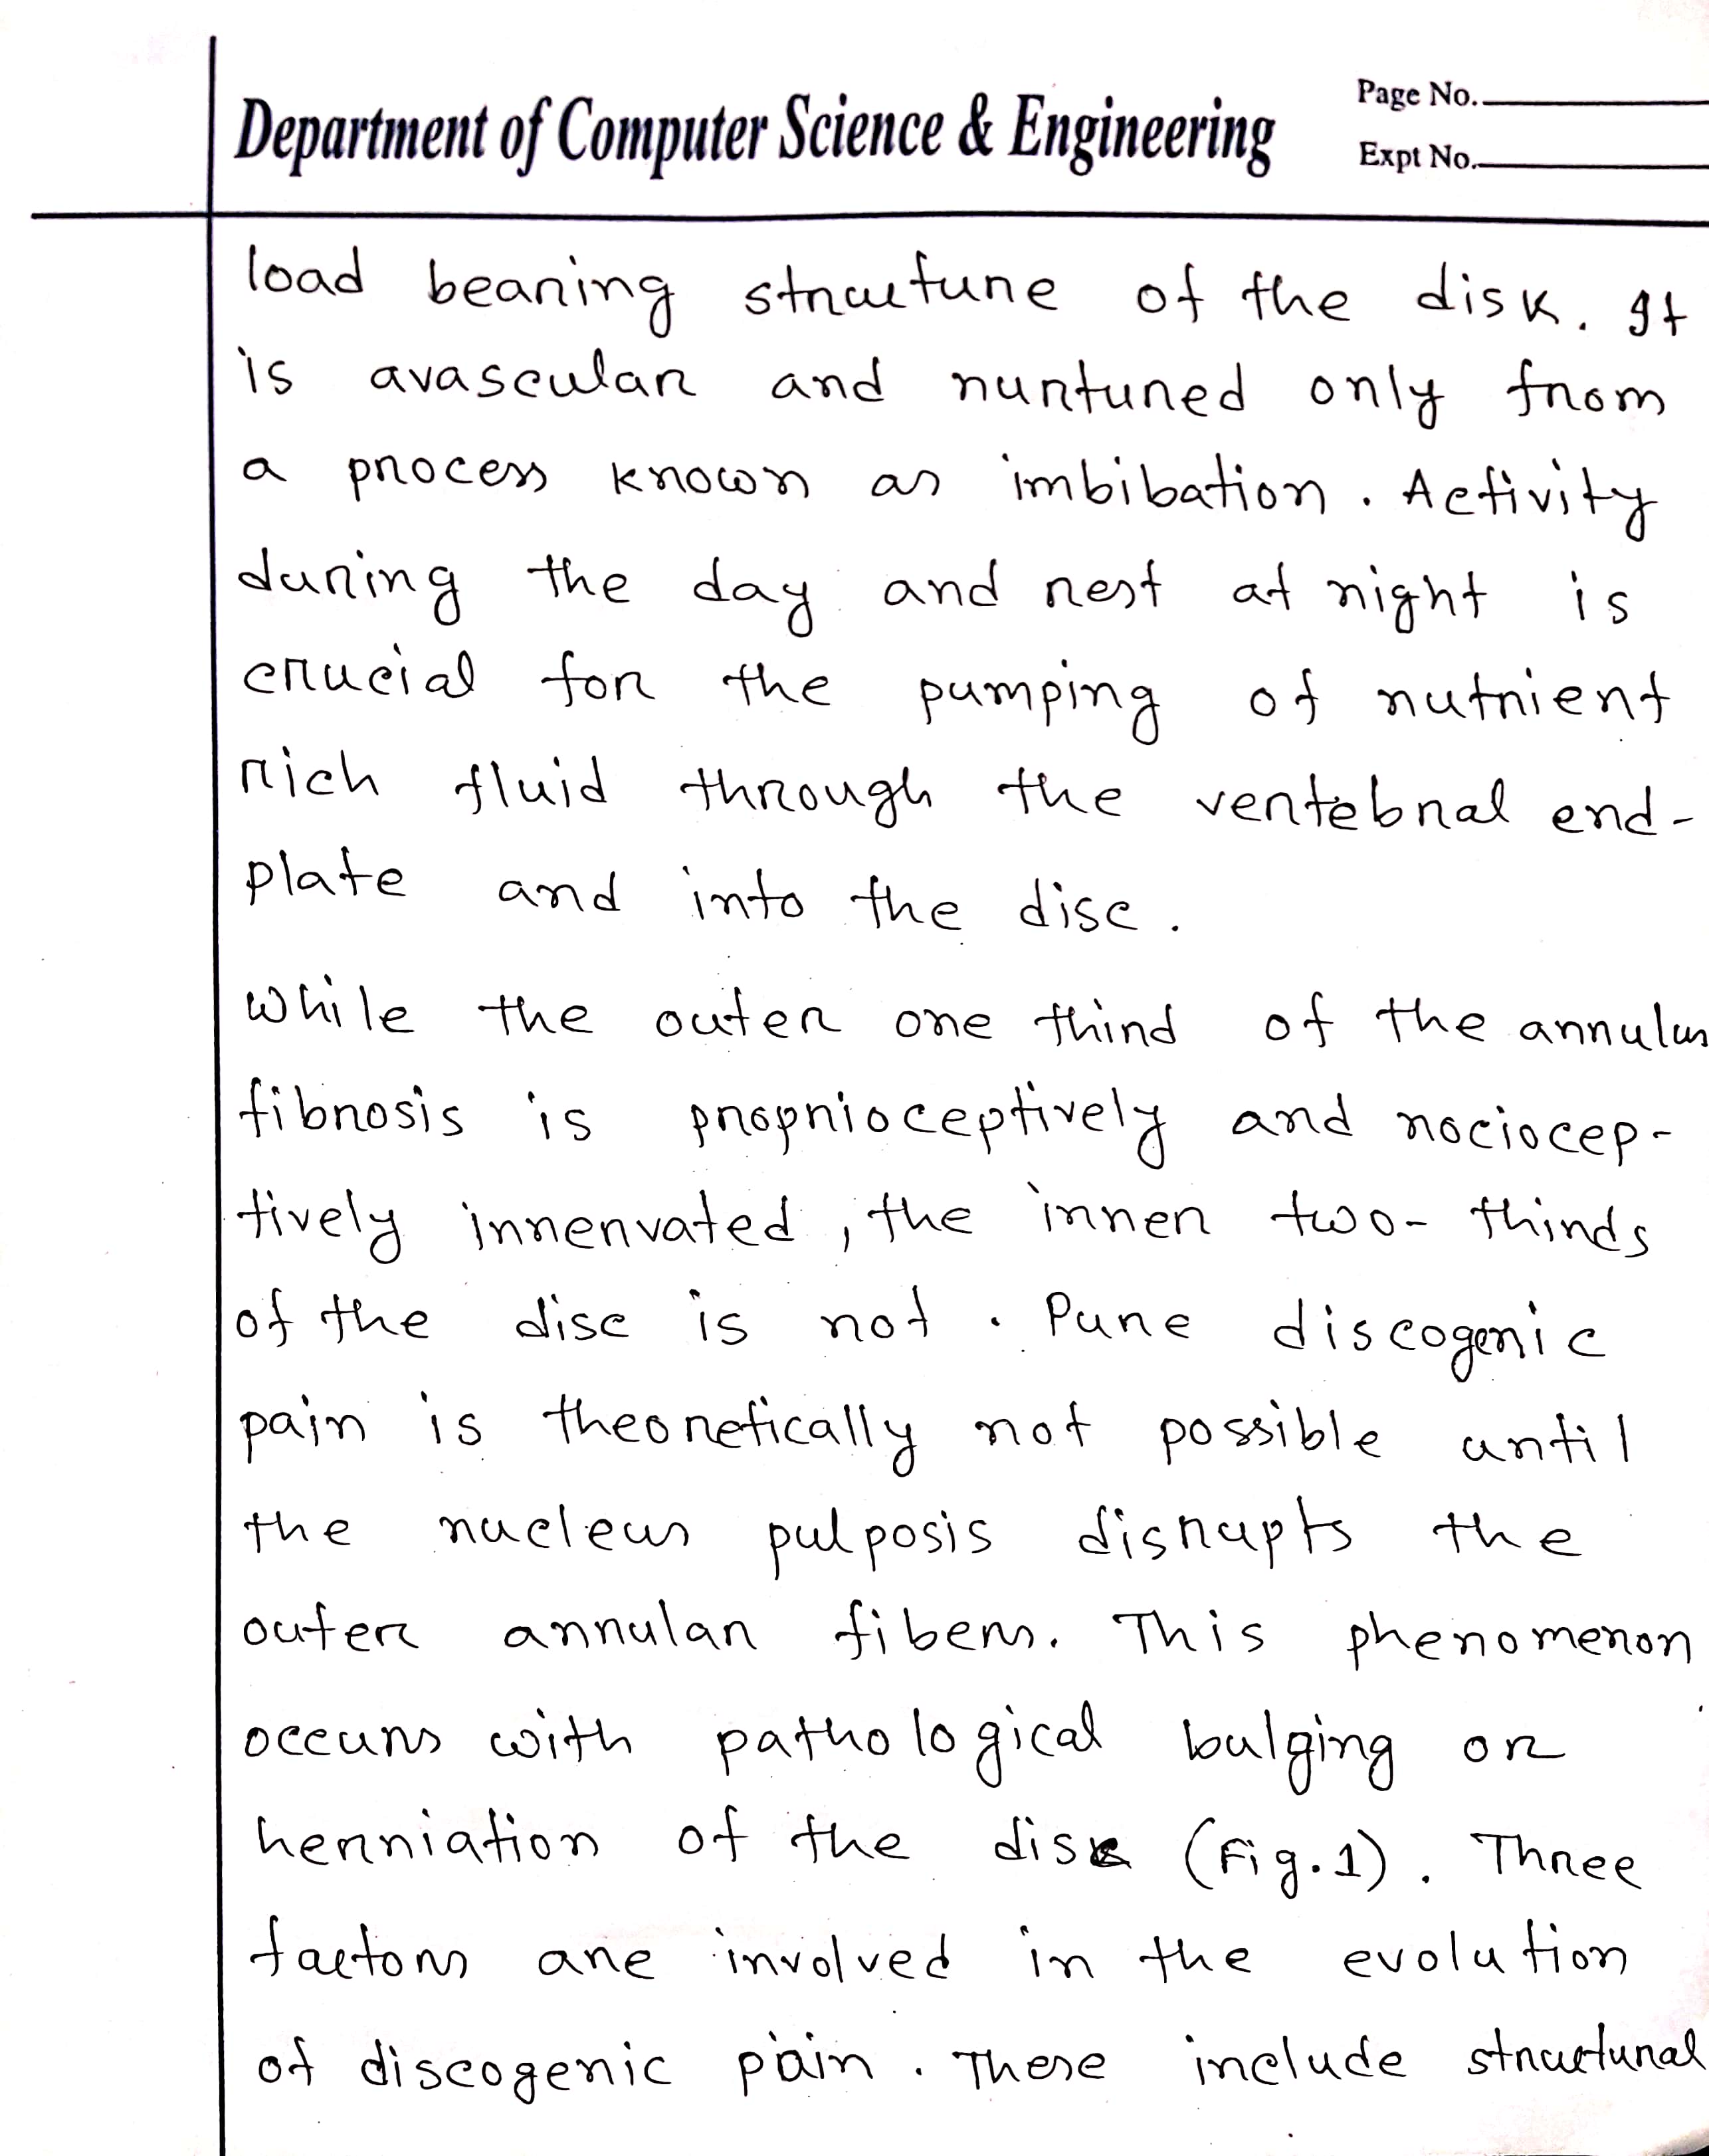 Department of Computer Science & Engineering
Page No.
Expt No.
load bearing structure of the disk. It
is avascular and nurtured only from
a process known as imbibation. Activity
during the day and rest at night is
crucial for the pumping of nutrient
rich fluid through the vertebral end-
plate and into the disc.
While the outer one third of the annulus
fibrosis is proprioceptively and nociocep-
tively innervated, the inner two-thirds
of the disc is not. Pure discogenic
pain is theoretically not possible until
the nucleus pulposis disrupts the
outer annular fibers. This phenomenon
occurs with pathological bulging or
herniation of the disk (Fig.1). Three
factors are involved in the evolution
of discogenic pain. These include structural